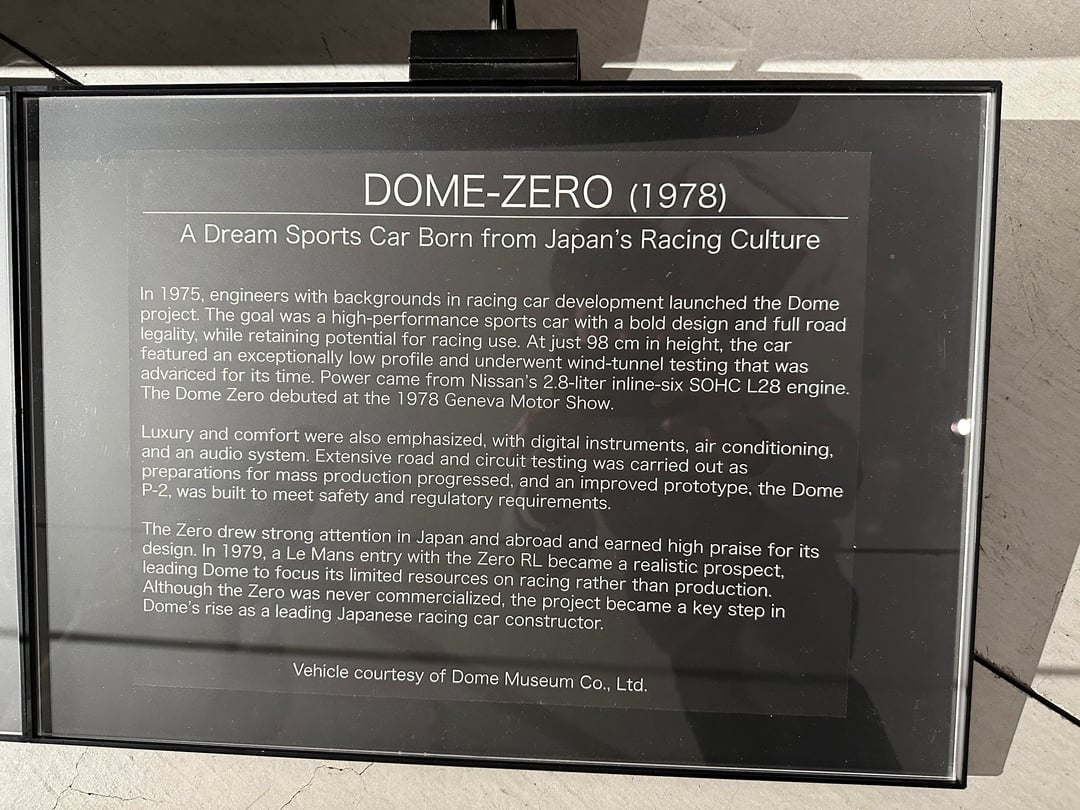 DOME-ZERO (1978)
A Dream Sports Car Born from Japan's Racing Culture
In 1975, engineers with backgrounds in racing car development launched the Dome
project. The goal was a high-performance sports car with a bold design and full road
legality, while retaining potential for racing use. At just 98 cm in height, the car
featured an exceptionally low profile and underwent wind-tunnel testing that was
advanced for its time. Power came from Nissan's 2.8-liter inline-six SOHC L28 engine.
The Dome Zero debuted at the 1978 Geneva Motor Show.
Luxury and comfort were also emphasized, with digital instruments, air conditioning,
and an audio system. Extensive road and circuit testing was carried out as
preparations for mass production progressed, and an improved prototype, the Dome
P-2, was built to meet safety and regulatory requirements.
The Zero drew strong attention in Japan and abroad and earned high praise for its
design. In 1979, a Le Mans entry with the Zero RL became a realistic prospect,
leading Dome to focus its limited resources on racing rather than production.
Although the Zero was never commercialized, the project became a key step in
Dome's rise as a leading Japanese racing car constructor.
Vehicle courtesy of Dome Museum Co., Ltd.